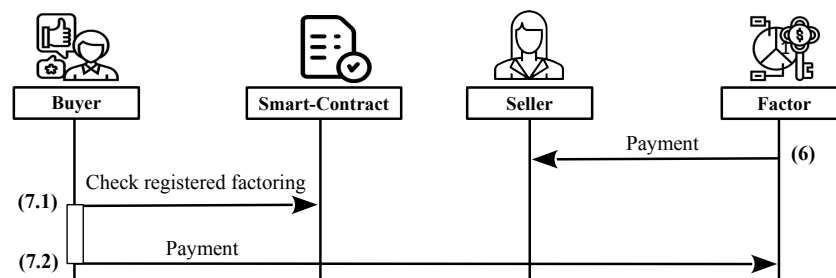 Buyer
Smart-Contract
Seller
Factor
Payment
(6)
Check registered factoring
(7.1)
Payment
(7.2)